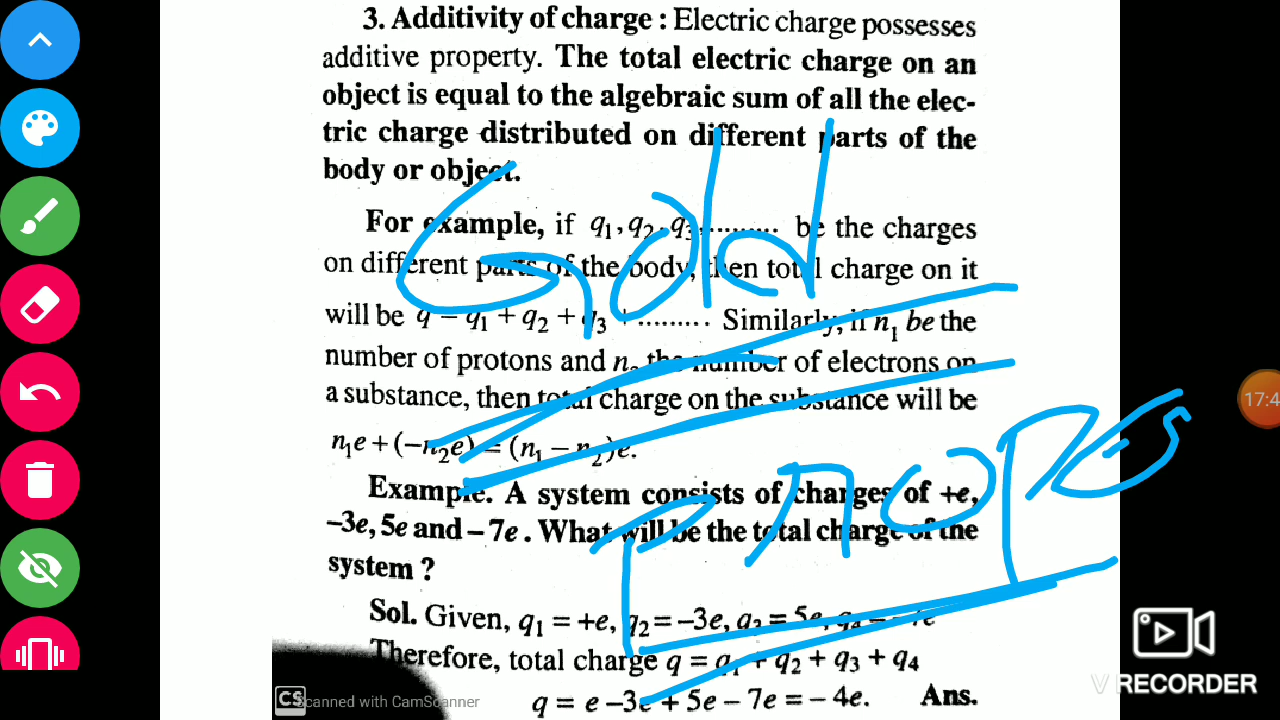 3. Additivity of charge : Electric charge possesses
additive property. The total electric charge on an
object is equal to the algebraic sum of all the elec-
tric charge distributed on different parts of the
body or object.
For example, if q₁, q₂, q₃, ......... be the charges
on different parts of the body, then total charge on it
will be q = q₁ + q₂ + q₃ + ......... Similarly, if n₁ be the
number of protons and n₂ the number of electrons on
a substance, then total charge on the substance will be
n₁e + (−n₂e) = (n₁ − n₂)e.
Example. A system consists of charges of +e,
−3e, 5e and −7e. What will be the total charge of the
system ?
Sol. Given, q₁ = +e, q₂ = −3e, q₃ = 5e, q₄ = −7e
Therefore, total charge q = q₁ + q₂ + q₃ + q₄
q = e −3e + 5e − 7e = − 4e. Ans.
Gold
17:4
CS Scanned with CamScanner
V RECORDER